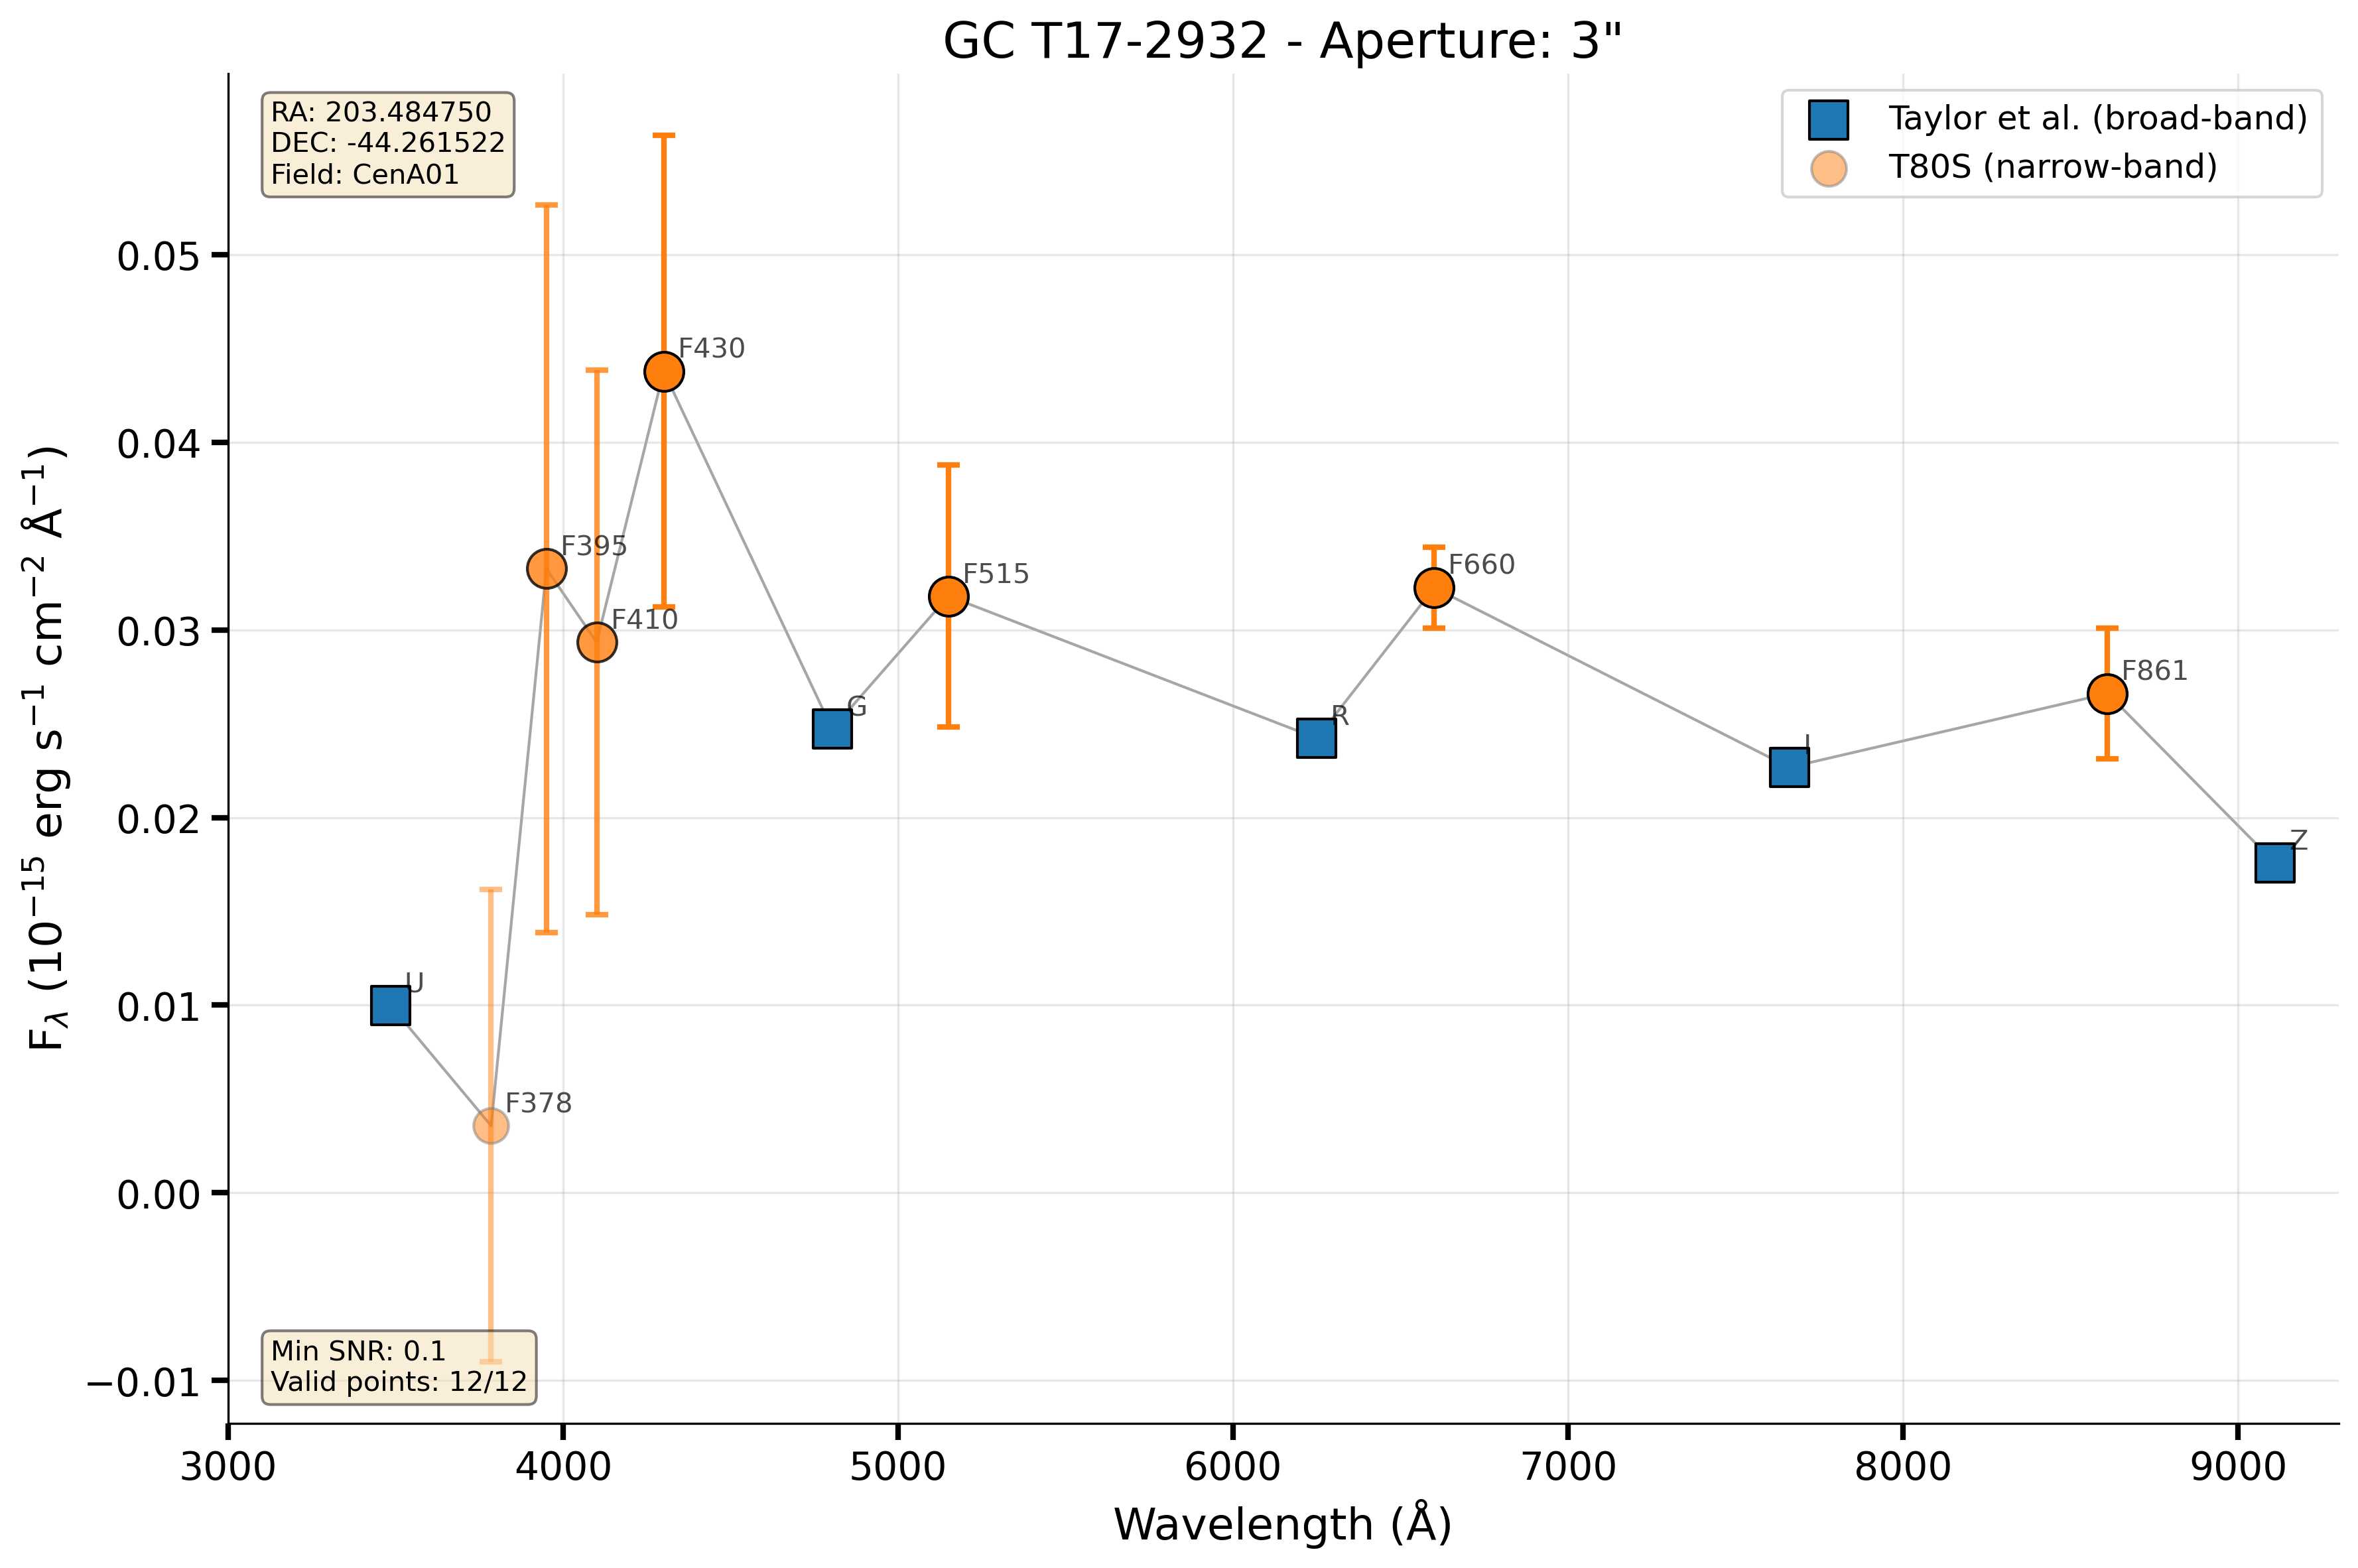 GC T17-2932 - Aperture: 3"
RA: 203.484750
DEC: -44.261522
Field: CenA01
Taylor et al. (broad-band)
T80S (narrow-band)
F430
F395
F410
F515
F660
F861
G
R
I
Z
U
F378
Min SNR: 0.1
Valid points: 12/12
0.05
0.04
0.03
0.02
0.01
0.00
−0.01
F_λ (10⁻¹⁵ erg s⁻¹ cm⁻² Å⁻¹)
3000 4000 5000 6000 7000 8000 9000
Wavelength (Å)